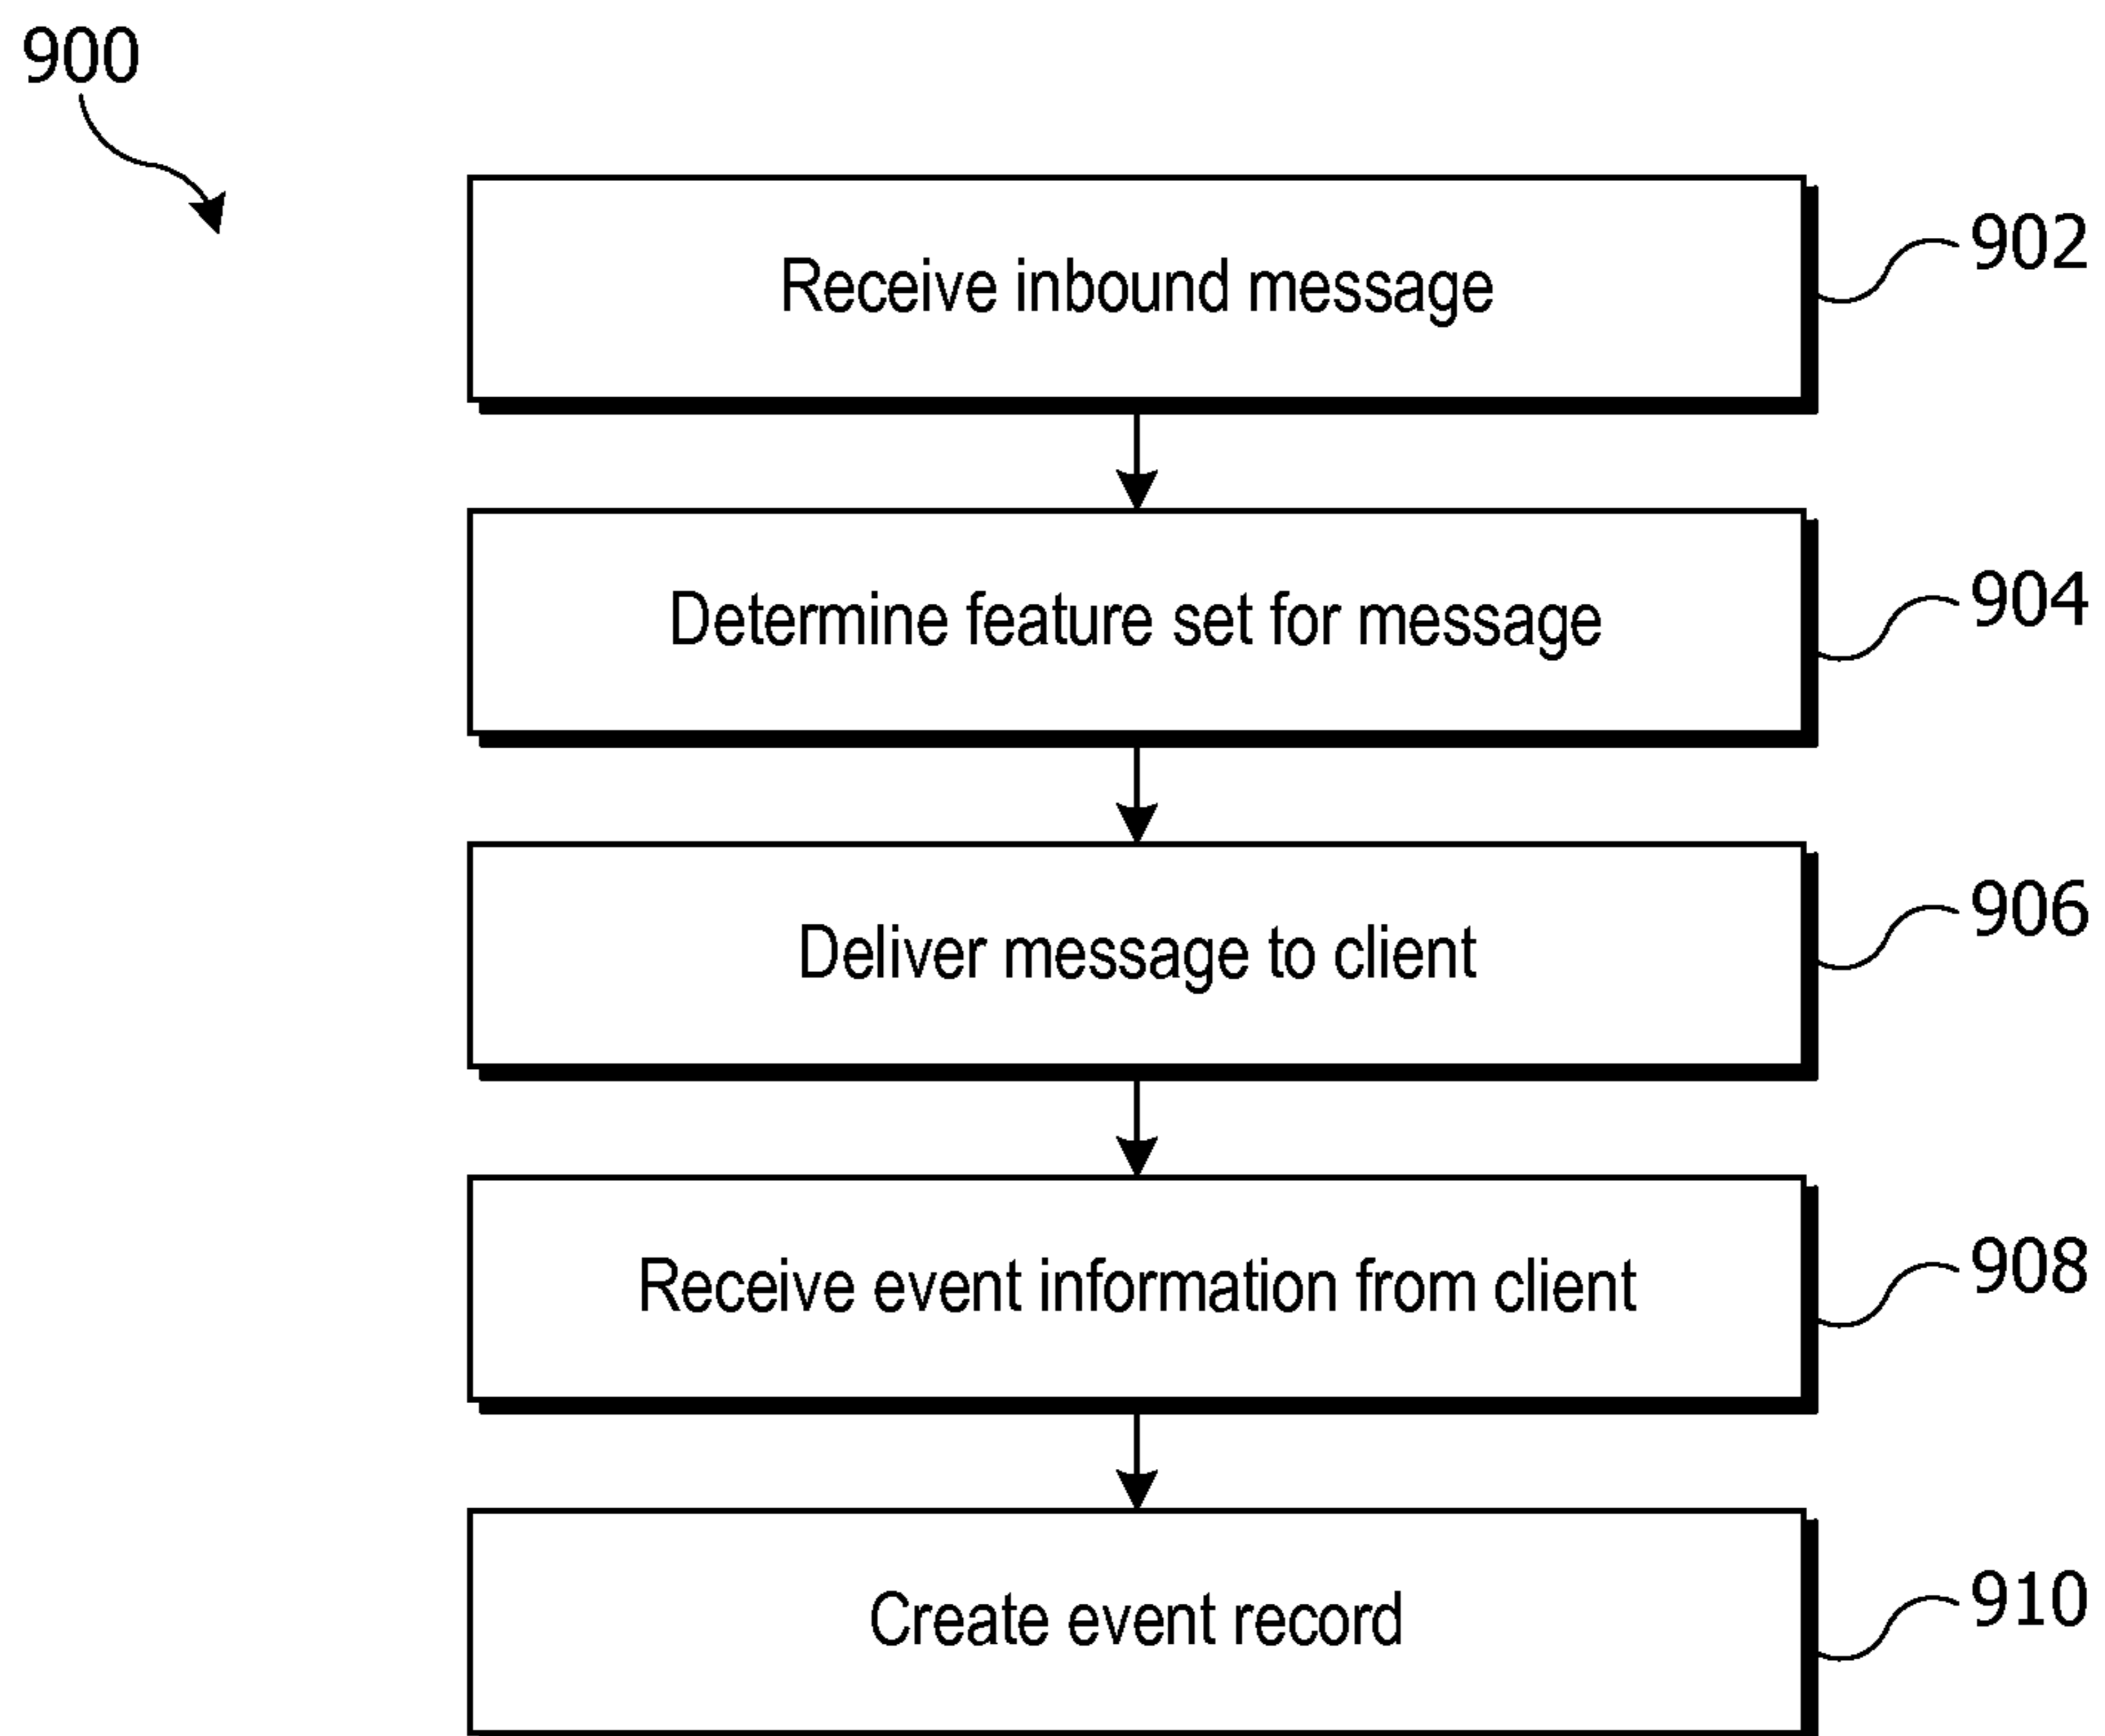 900
Receive inbound message
902
Determine feature set for message
904
Deliver message to client
906
Receive event information from client
908
Create event record
910